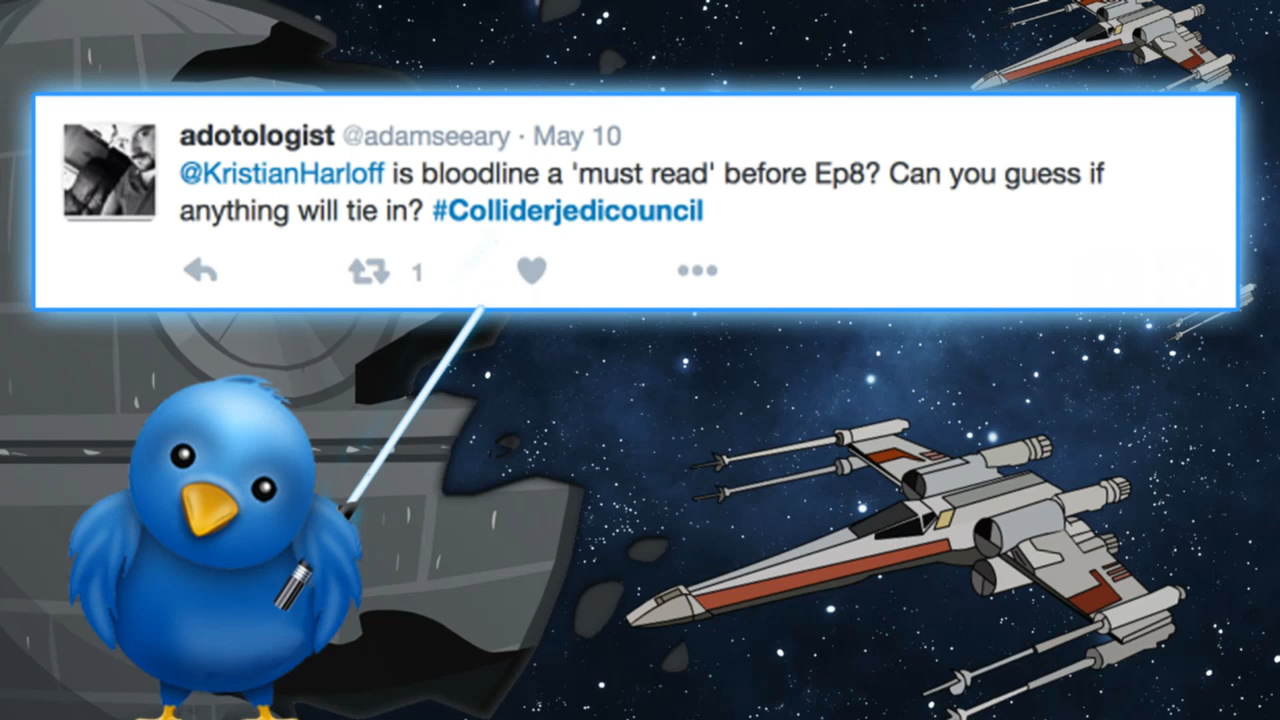 adotologist @adamseeary · May 10
@KristianHarloff is bloodline a 'must read' before Ep8? Can you guess if
anything will tie in? #Colliderjedicouncil
1